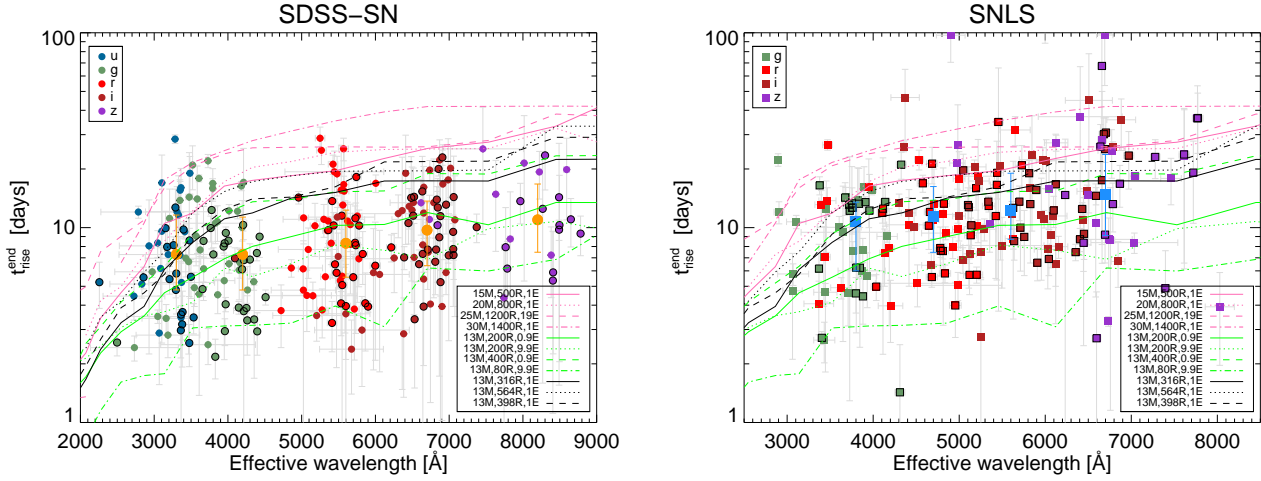 SDSS-SN
100
10
1
t_rise^end [days]
u
g
r
i
z
15M,500R,1E
20M,800R,1E
25M,1200R,19E
30M,1400R,1E
13M,200R,0.9E
13M,200R,9.9E
13M,400R,0.9E
13M,80R,9.9E
13M,316R,1E
13M,564R,1E
13M,398R,1E
2000 3000 4000 5000 6000 7000 8000 9000
Effective wavelength [Å]
SNLS
100
10
1
t_rise^end [days]
g
r
i
z
15M,500R,1E
20M,800R,1E
25M,1200R,19E
30M,1400R,1E
13M,200R,0.9E
13M,200R,9.9E
13M,400R,0.9E
13M,80R,9.9E
13M,316R,1E
13M,564R,1E
13M,398R,1E
3000 4000 5000 6000 7000 8000
Effective wavelength [Å]